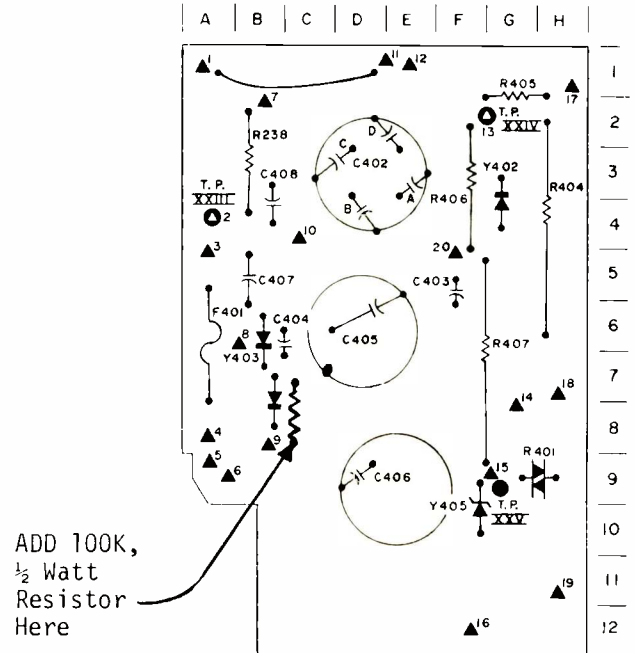 A B C D E F G H
1
2
3
4
5
6
7
8
9
10
11
12
1
11
12
7
17
R405
T.P.
XXIV
13
R238
D
C
C402
B
A
C408
T.P.
XXIII
2
Y402
R406
R404
3
10
20
C407
C403
F401
C404
C405
8
Y403
R407
14
18
4
5
6
9
C406
15
R401
T.P.
XXV
Y405
19
16
ADD 100K,
½ Watt
Resistor
Here